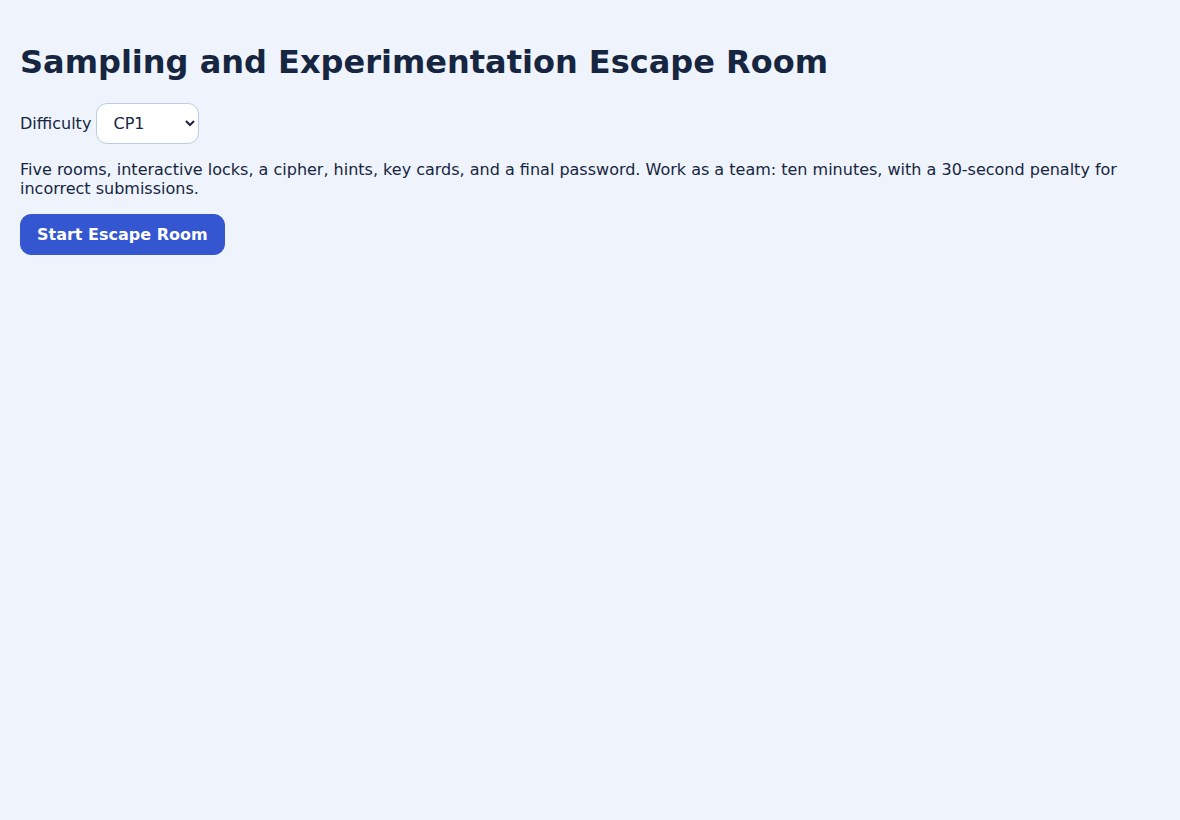 Sampling and Experimentation Escape Room
Difficulty CP1
Five rooms, interactive locks, a cipher, hints, key cards, and a final password. Work as a team: ten minutes, with a 30-second penalty for
incorrect submissions.
Start Escape Room